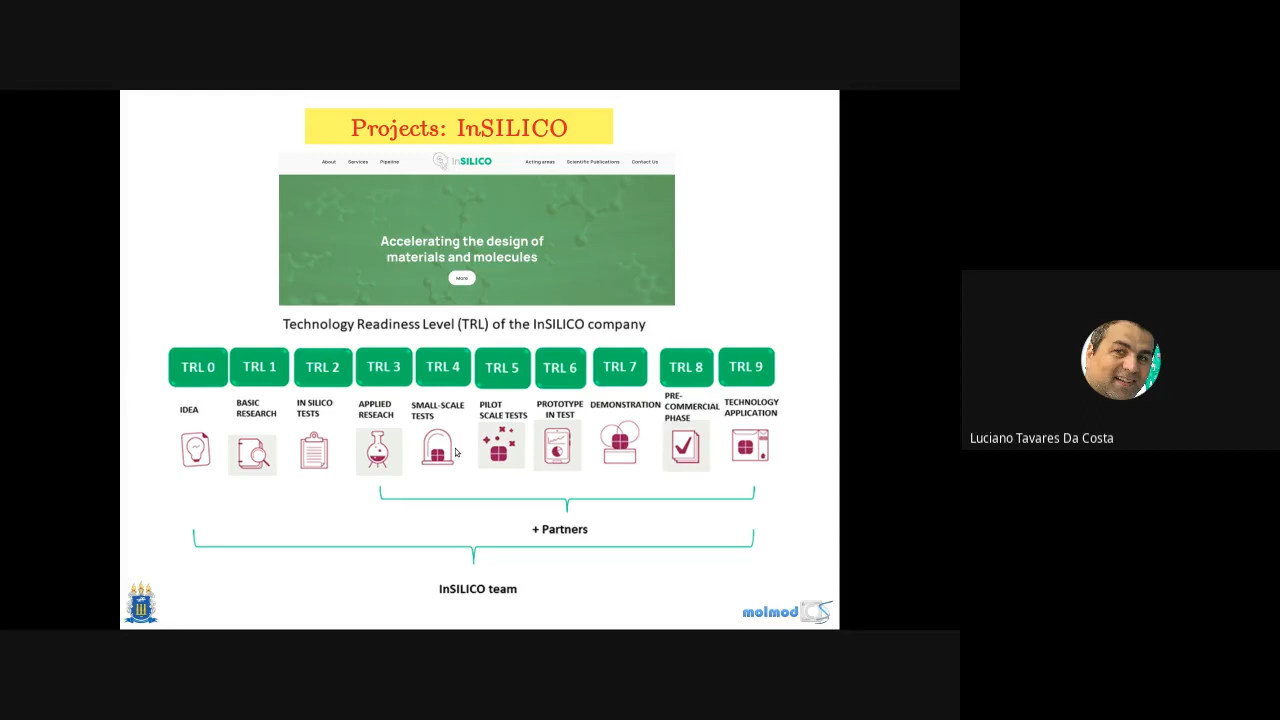 Projects: InSILICO
About Services Pipeline InSILICO Acting areas Scientific Publications Contact Us
Accelerating the design of
materials and molecules
More
Technology Readiness Level (TRL) of the InSILICO company
TRL 0 TRL 1 TRL 2 TRL 3 TRL 4 TRL 5 TRL 6 TRL 7 TRL 8 TRL 9
IDEA
BASIC
RESEARCH
IN SILICO
TESTS
APPLIED
RESEACH
SMALL-SCALE
TESTS
PILOT
SCALE TESTS
PROTOTYPE
IN TEST
DEMONSTRATION
PRE-
COMMERCIAL
PHASE
TECHNOLOGY
APPLICATION
+ Partners
InSILICO team
molmod CS
Luciano Tavares Da Costa